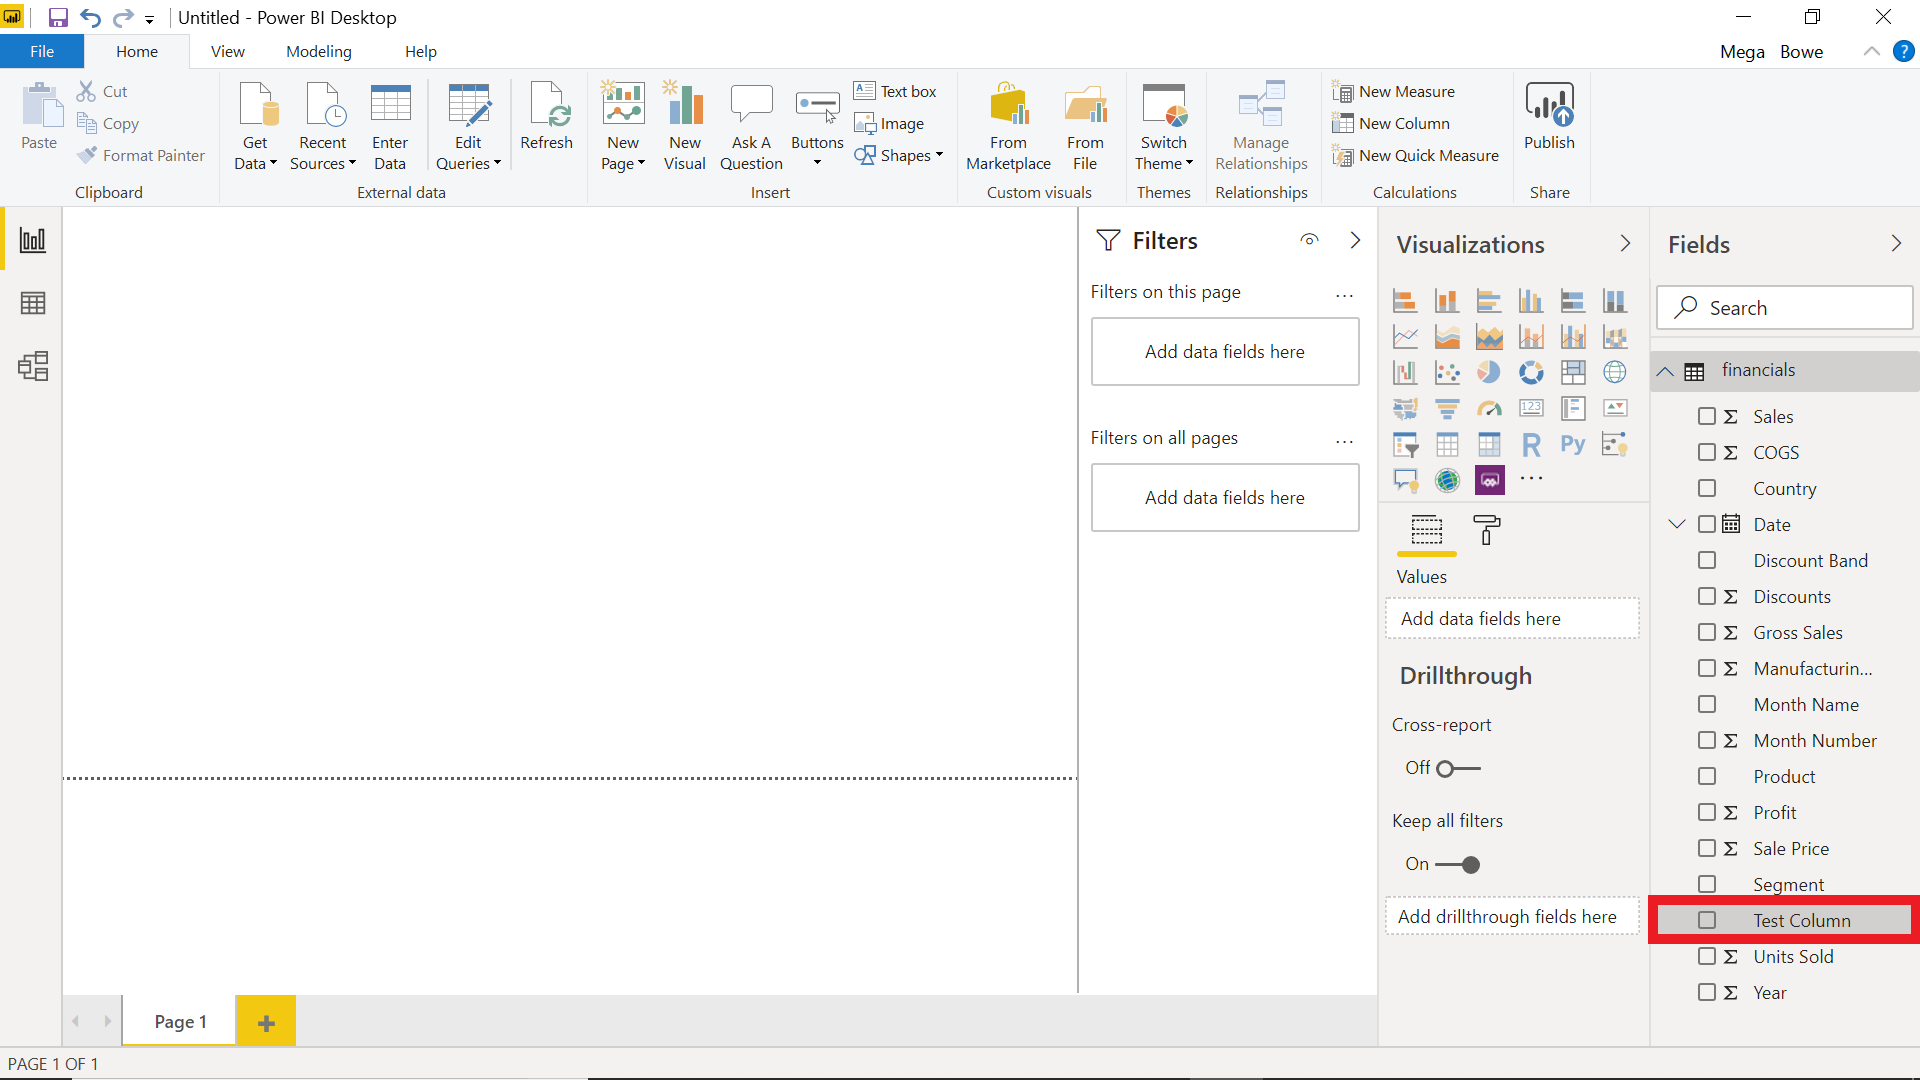 Untitled - Power BI Desktop
File Home View Modeling Help
Mega Bowe
?
Paste
Cut
Copy
Format Painter
Clipboard
Get Data
Recent Sources
Enter Data
Edit Queries
Refresh
External data
New Page
New Visual
Ask A Question
Buttons
Text box
Image
Shapes
Insert
From Marketplace
From File
Custom visuals
Switch Theme
Themes
Manage Relationships
Relationships
New Measure
New Column
New Quick Measure
Calculations
Publish
Share
Filters
Filters on this page
...
Add data fields here
Filters on all pages
...
Add data fields here
Visualizations
123
R
Py
...
Values
Add data fields here
Drillthrough
Cross-report
Off
Keep all filters
On
Add drillthrough fields here
Fields
Search
financials
Σ Sales
Σ COGS
Country
Date
Discount Band
Σ Discounts
Σ Gross Sales
Σ Manufacturin...
Month Name
Σ Month Number
Product
Σ Profit
Σ Sale Price
Segment
Test Column
Σ Units Sold
Σ Year
Page 1
+
PAGE 1 OF 1